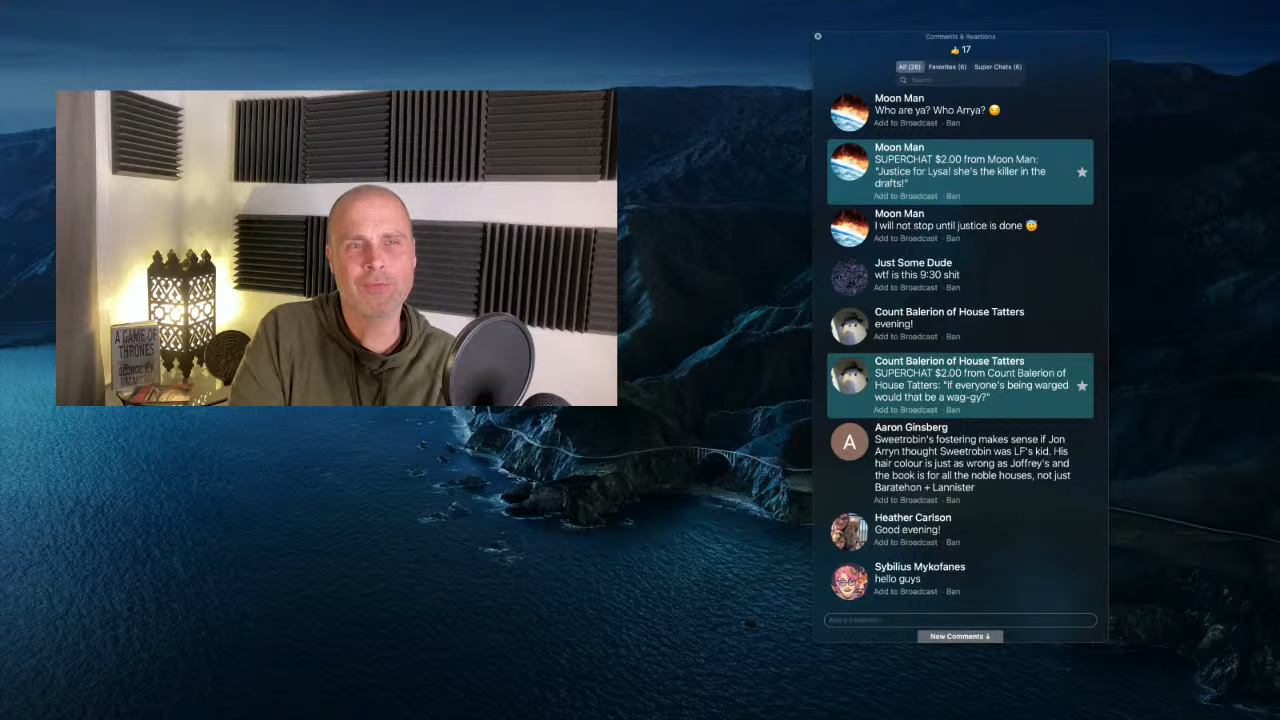 Comments & Reactions
👍 17
All (26) Favorites (6) Super Chats (6)
Search
Moon Man
Who are ya? Who Arrya? 😏
Add to Broadcast · Ban
Moon Man
SUPERCHAT $2.00 from Moon Man:
"Justice for Lysa! she's the killer in the
drafts!"
Add to Broadcast · Ban
Moon Man
I will not stop until justice is done 😇
Add to Broadcast · Ban
Just Some Dude
wtf is this 9:30 shit
Add to Broadcast · Ban
Count Balerion of House Tatters
evening!
Add to Broadcast · Ban
Count Balerion of House Tatters
SUPERCHAT $2.00 from Count Balerion of
House Tatters: "if everyone's being warged
would that be a wag-gy?"
Add to Broadcast · Ban
A
Aaron Ginsberg
Sweetrobin's fostering makes sense if Jon
Arryn thought Sweetrobin was LF's kid. His
hair colour is just as wrong as Joffrey's and
the book is for all the noble houses, not just
Baratehon + Lannister
Add to Broadcast · Ban
Heather Carlson
Good evening!
Add to Broadcast · Ban
Sybilius Mykofanes
hello guys
Add to Broadcast · Ban
New Comments ↓
A GAME OF
THRONES